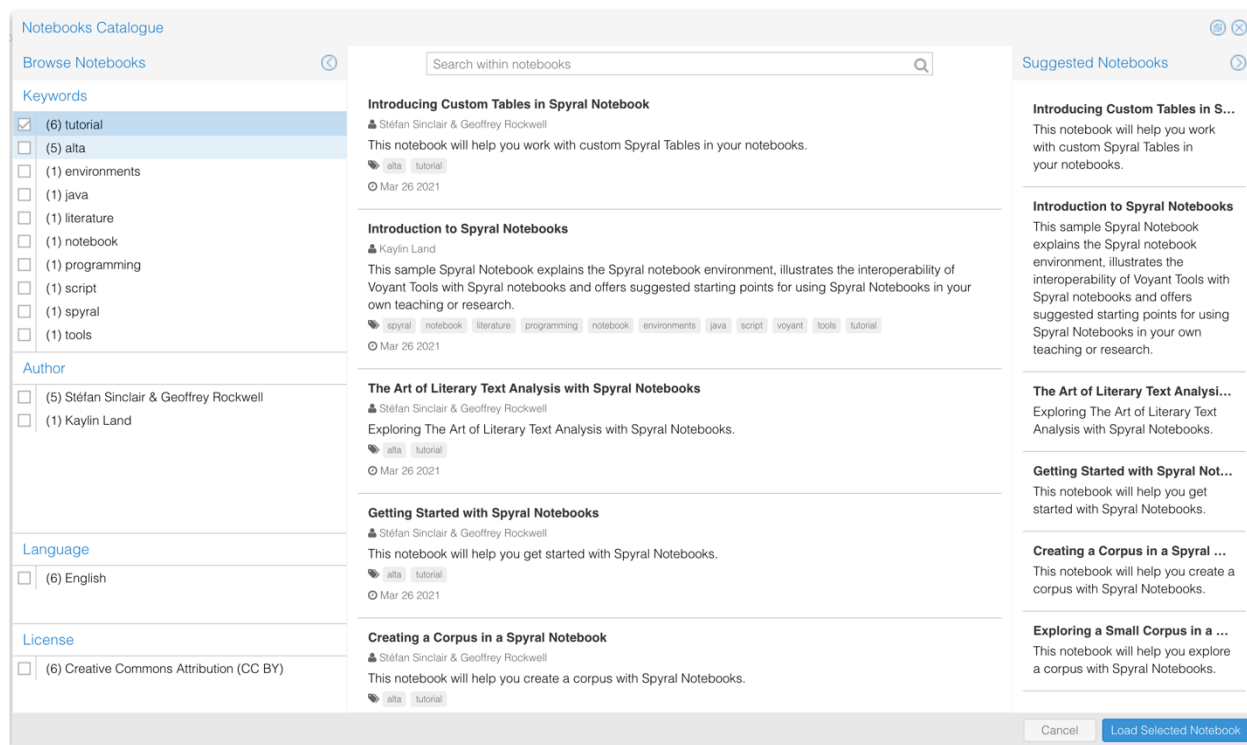 Notebooks Catalogue
Browse Notebooks
Keywords
(6) tutorial
(5) alta
(1) environments
(1) java
(1) literature
(1) notebook
(1) programming
(1) script
(1) spyral
(1) tools
Author
(5) Stéfan Sinclair & Geoffrey Rockwell
(1) Kaylin Land
Language
(6) English
License
(6) Creative Commons Attribution (CC BY)
Search within notebooks
Introducing Custom Tables in Spyral Notebook
Stéfan Sinclair & Geoffrey Rockwell
This notebook will help you work with custom Spyral Tables in your notebooks.
alta tutorial
Mar 26 2021
Introduction to Spyral Notebooks
Kaylin Land
This sample Spyral Notebook explains the Spyral notebook environment, illustrates the interoperability of
Voyant Tools with Spyral notebooks and offers suggested starting points for using Spyral Notebooks in your
own teaching or research.
spyral notebook literature programming notebook environments java script voyant tools tutorial
Mar 26 2021
The Art of Literary Text Analysis with Spyral Notebooks
Stéfan Sinclair & Geoffrey Rockwell
Exploring The Art of Literary Text Analysis with Spyral Notebooks.
alta tutorial
Mar 26 2021
Getting Started with Spyral Notebooks
Stéfan Sinclair & Geoffrey Rockwell
This notebook will help you get started with Spyral Notebooks.
alta tutorial
Mar 26 2021
Creating a Corpus in a Spyral Notebook
Stéfan Sinclair & Geoffrey Rockwell
This notebook will help you create a corpus with Spyral Notebooks.
alta tutorial
Suggested Notebooks
Introducing Custom Tables in S...
This notebook will help you work
with custom Spyral Tables in
your notebooks.
Introduction to Spyral Notebooks
This sample Spyral Notebook
explains the Spyral notebook
environment, illustrates the
interoperability of Voyant Tools with
Spyral notebooks and offers
suggested starting points for using
Spyral Notebooks in your own
teaching or research.
The Art of Literary Text Analysi...
Exploring The Art of Literary Text
Analysis with Spyral Notebooks.
Getting Started with Spyral Not...
This notebook will help you get
started with Spyral Notebooks.
Creating a Corpus in a Spyral ...
This notebook will help you create a
corpus with Spyral Notebooks.
Exploring a Small Corpus in a ...
This notebook will help you explore
a corpus with Spyral Notebooks.
Cancel
Load Selected Notebook